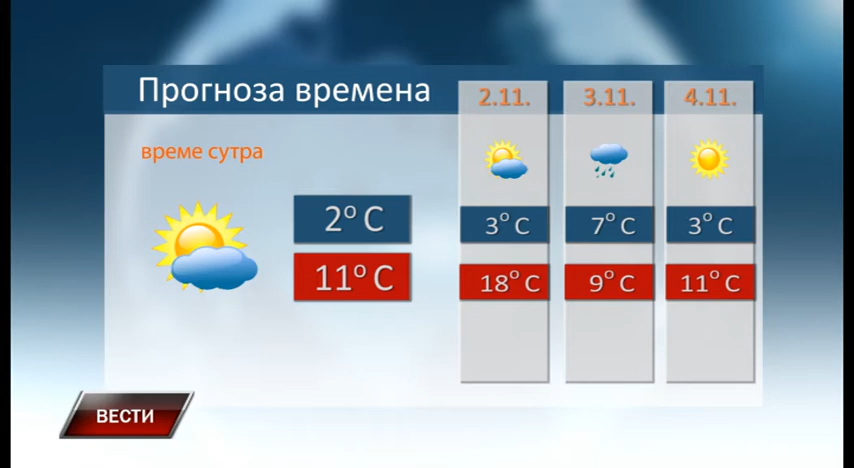 Прогноза времена
време сутра
2° C
11° C
2.11.
3° C
18° C
3.11.
7° C
9° C
4.11.
3° C
11° C
ВЕСТИ